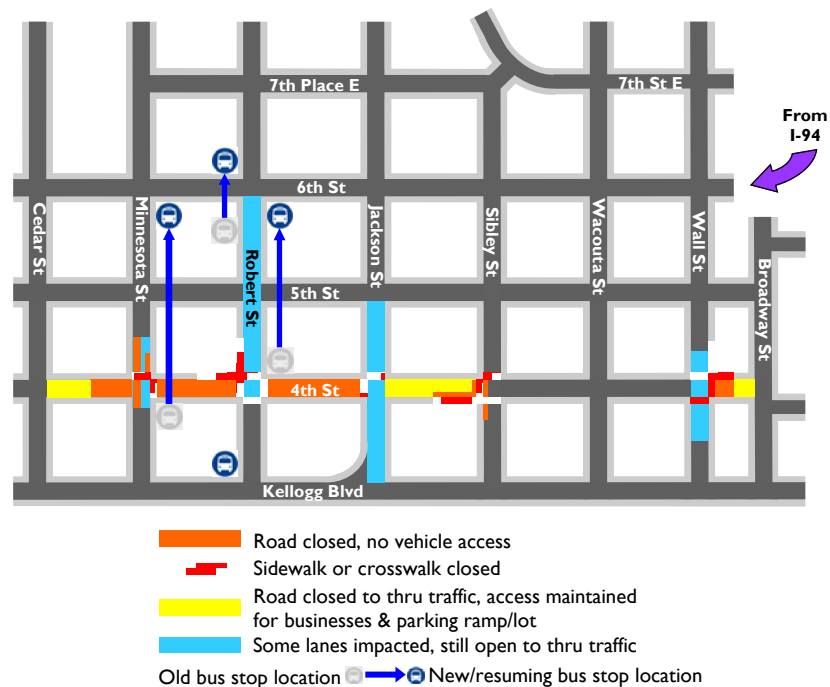 7th Place E
7th St E
From
I-94
6th St
Cedar St
Minnesota St
Robert St
Jackson St
Sibley St
Wacouta St
Wall St
Broadway St
5th St
4th St
Kellogg Blvd
Road closed, no vehicle access
Sidewalk or crosswalk closed
Road closed to thru traffic, access maintained
for businesses & parking ramp/lot
Some lanes impacted, still open to thru traffic
Old bus stop location New/resuming bus stop location